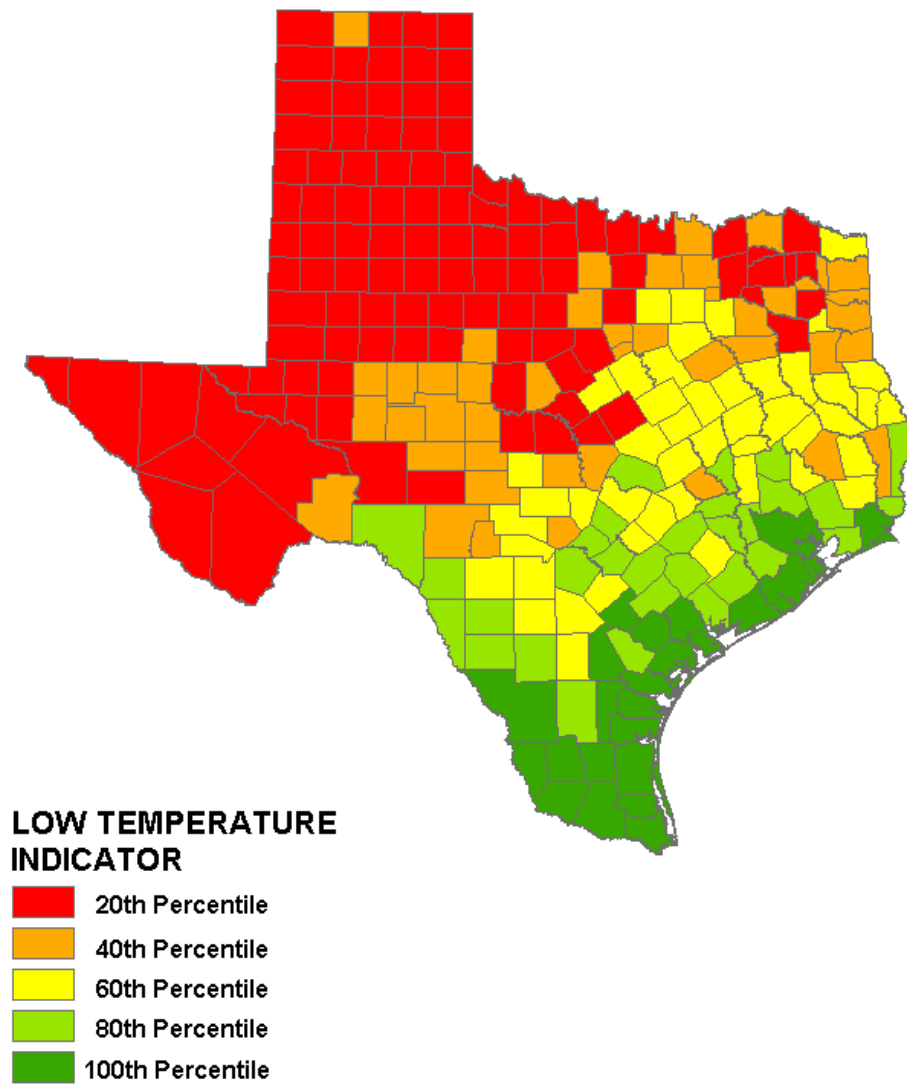 LOW TEMPERATURE
INDICATOR
20th Percentile
40th Percentile
60th Percentile
80th Percentile
100th Percentile